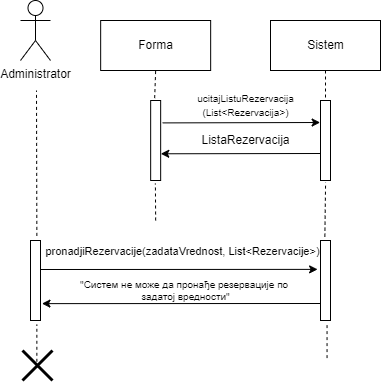 Forma
Sistem
Administrator
ucitajListuRezervacija
(List<Rezervacija>)
ListaRezervacija
pronadjiRezervacije(zadataVrednost, List<Rezervacije>)
"Систем не може да пронађе резервације по
задатој вредности"